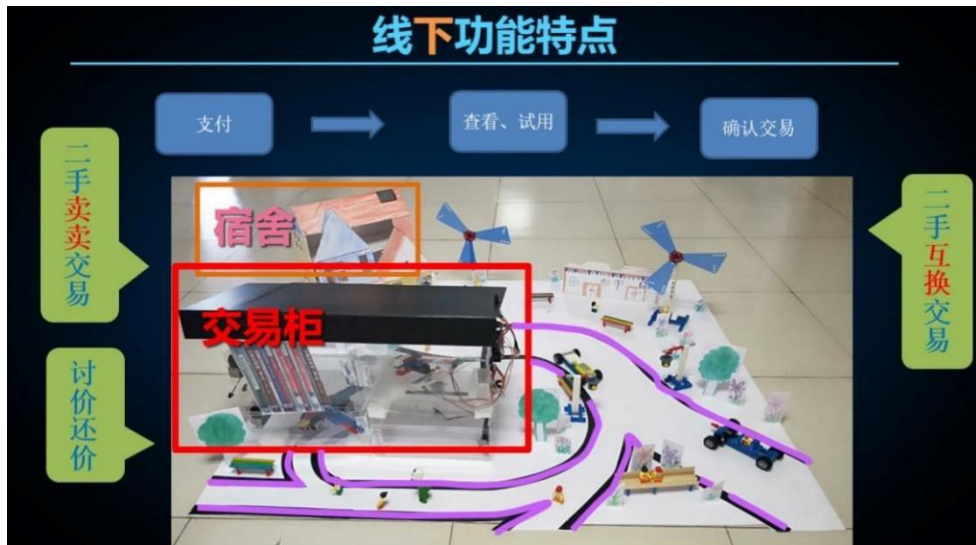 线下功能特点
支付
查看、试用
确认交易
二手卖卖交易
讨价还价
宿舍
交易柜
二手互换交易